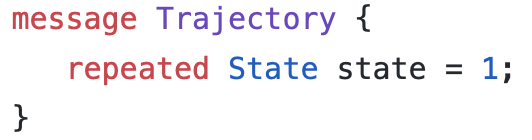 message Trajectory {
   repeated State state = 1;
}